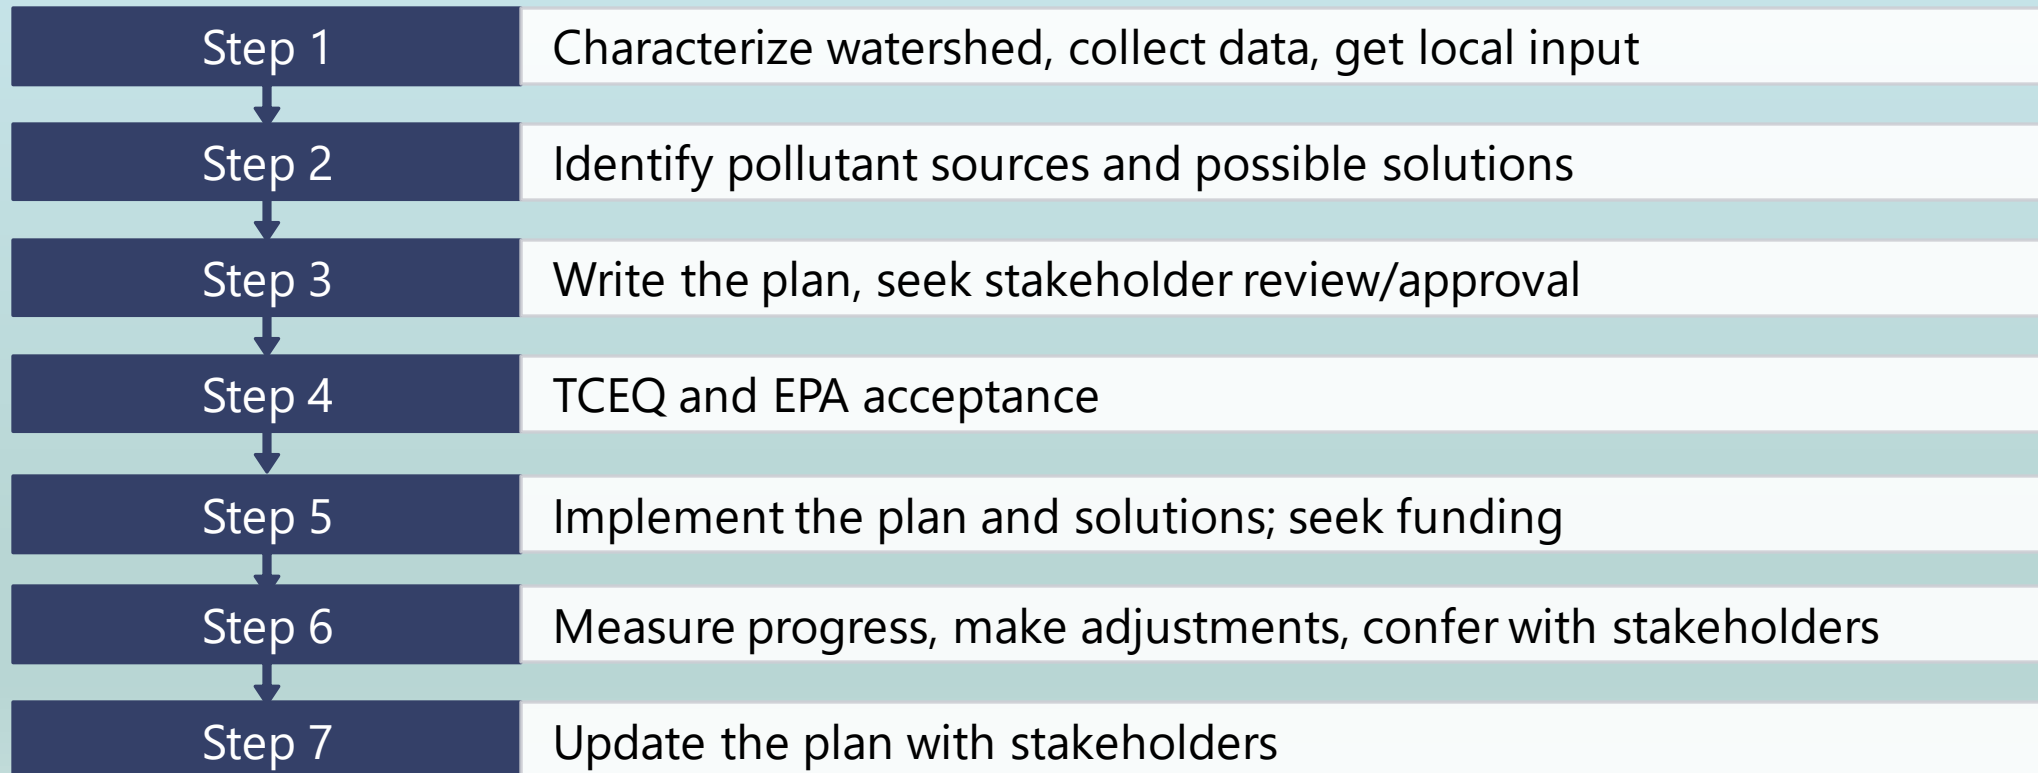 Step 1 Characterize watershed, collect data, get local input
Step 2 Identify pollutant sources and possible solutions
Step 3 Write the plan, seek stakeholder review/approval
Step 4 TCEQ and EPA acceptance
Step 5 Implement the plan and solutions; seek funding
Step 6 Measure progress, make adjustments, confer with stakeholders
Step 7 Update the plan with stakeholders